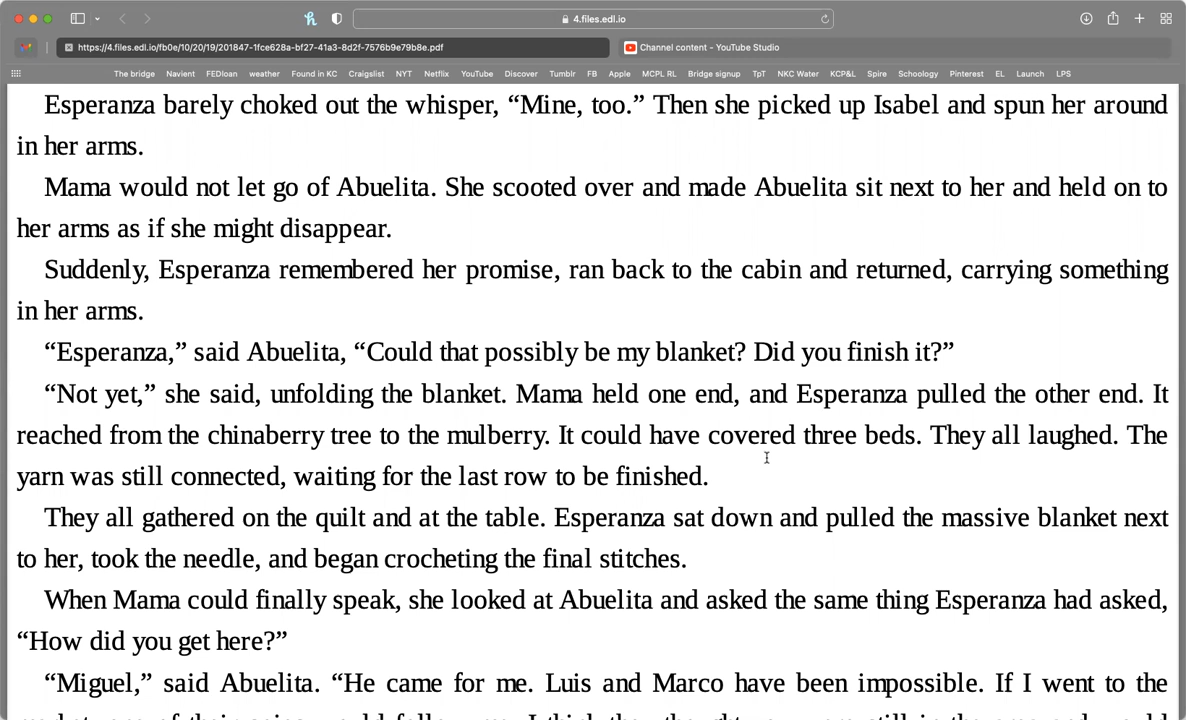 4.files.edl.io
https://4.files.edl.io/fb0e/10/20/19/201847-1fce628a-bf27-41a3-8d2f-7576b9e79b8e.pdf
Channel content - YouTube Studio
The bridge Navient FEDloan weather Found in KC Craigslist NYT Netflix YouTube Discover Tumblr FB Apple MCPL RL Bridge signup TpT NKC Water KCP&L Spire Schoology Pinterest EL Launch LPS
Esperanza barely choked out the whisper, “Mine, too.” Then she picked up Isabel and spun her around
in her arms.
Mama would not let go of Abuelita. She scooted over and made Abuelita sit next to her and held on to
her arms as if she might disappear.
Suddenly, Esperanza remembered her promise, ran back to the cabin and returned, carrying something
in her arms.
“Esperanza,” said Abuelita, “Could that possibly be my blanket? Did you finish it?”
“Not yet,” she said, unfolding the blanket. Mama held one end, and Esperanza pulled the other end. It
reached from the chinaberry tree to the mulberry. It could have covered three beds. They all laughed. The
yarn was still connected, waiting for the last row to be finished.
They all gathered on the quilt and at the table. Esperanza sat down and pulled the massive blanket next
to her, took the needle, and began crocheting the final stitches.
When Mama could finally speak, she looked at Abuelita and asked the same thing Esperanza had asked,
“How did you get here?”
“Miguel,” said Abuelita. “He came for me. Luis and Marco have been impossible. If I went to the